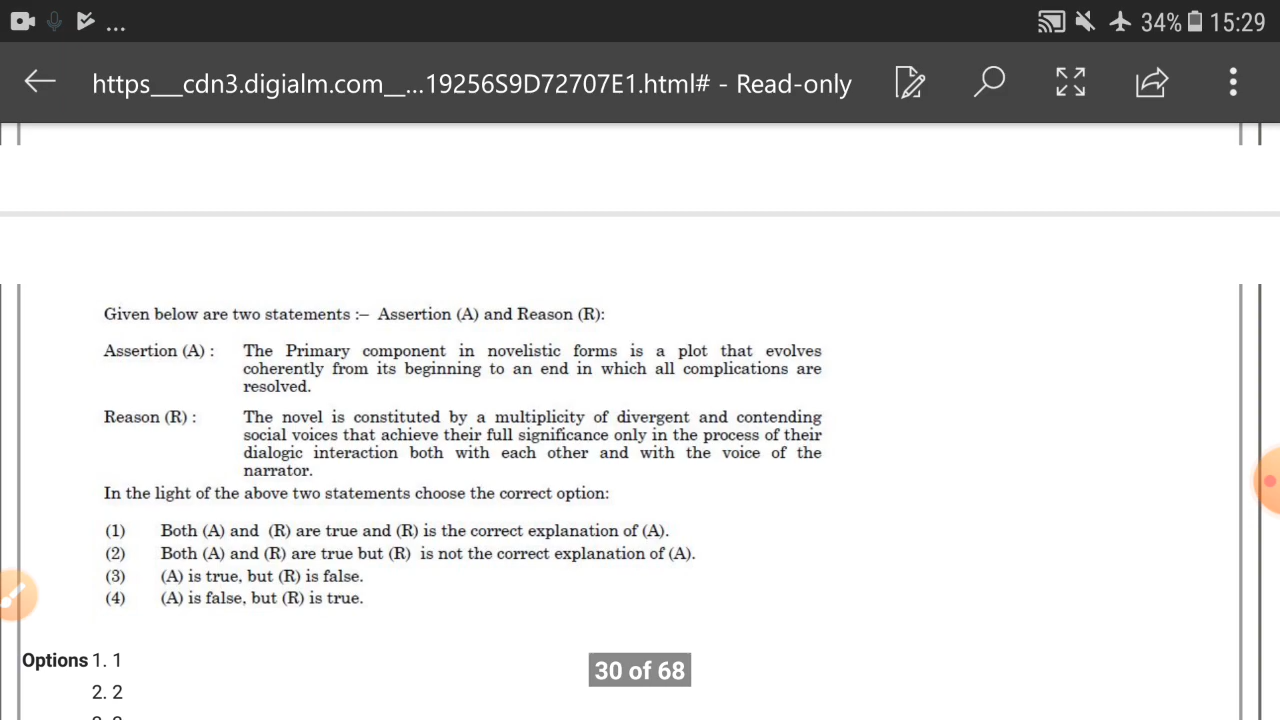 ... 34% 15:29
https___cdn3.digialm.com__...19256S9D72707E1.html# - Read-only
Given below are two statements :– Assertion (A) and Reason (R):
Assertion (A) : The Primary component in novelistic forms is a plot that evolves
coherently from its beginning to an end in which all complications are
resolved.
Reason (R) : The novel is constituted by a multiplicity of divergent and contending
social voices that achieve their full significance only in the process of their
dialogic interaction both with each other and with the voice of the
narrator.
In the light of the above two statements choose the correct option:
(1) Both (A) and (R) are true and (R) is the correct explanation of (A).
(2) Both (A) and (R) are true but (R) is not the correct explanation of (A).
(3) (A) is true, but (R) is false.
(4) (A) is false, but (R) is true.
Options 1. 1
30 of 68
2. 2